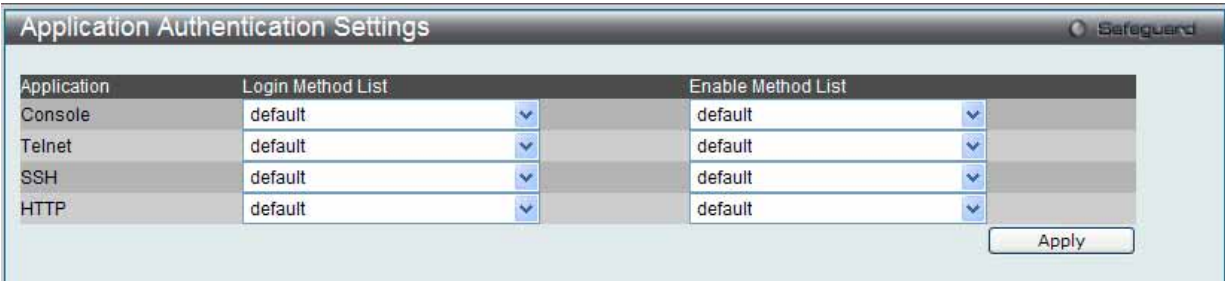 Application Authentication Settings
Safeguard
Application Login Method List Enable Method List
Console default default
Telnet default default
SSH default default
HTTP default default
Apply